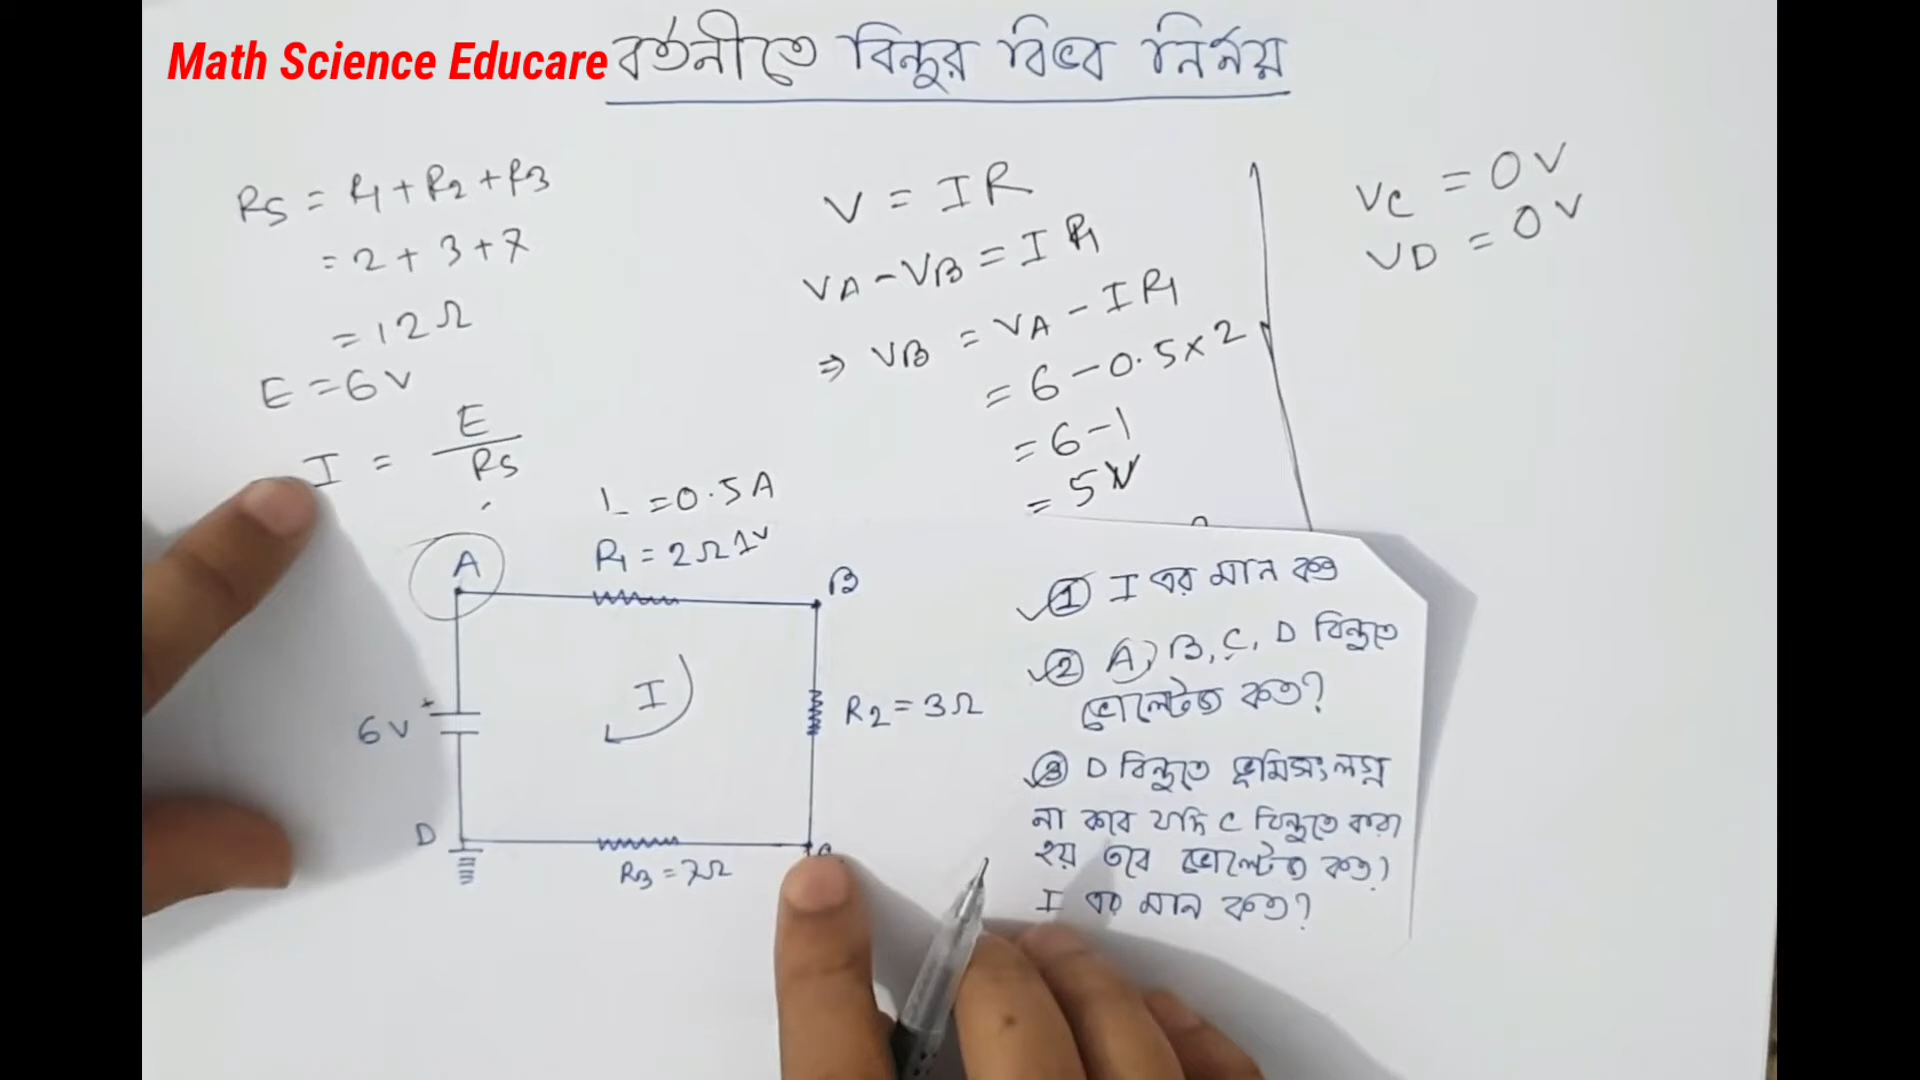 Math Science Educare
বর্তনীতে বিন্দুর বিভব নির্ণয়
RS = R1 + R2 + R3
= 2 + 3 + 7
= 12Ω
E = 6V
I = E / RS
V = IR
VA - VB = I R1
⇒ VB = VA - I R1
= 6 - 0.5 × 2
= 6 - 1
= 5V
VC = 0V
VD = 0V
I = 0.5A
R1 = 2Ω 1V
A
B
I
6V
+
R2 = 3Ω
D
R3 = 7Ω
① I এর মান কত
② A, B, C, D বিন্দুতে
ভোল্টেজ কত?
③ D বিন্দুতে ভূমিসংলগ্ন
না করে যদি C বিন্দুতে করা
হয় তবে ভোল্টেজ কত?
I এর মান কত?